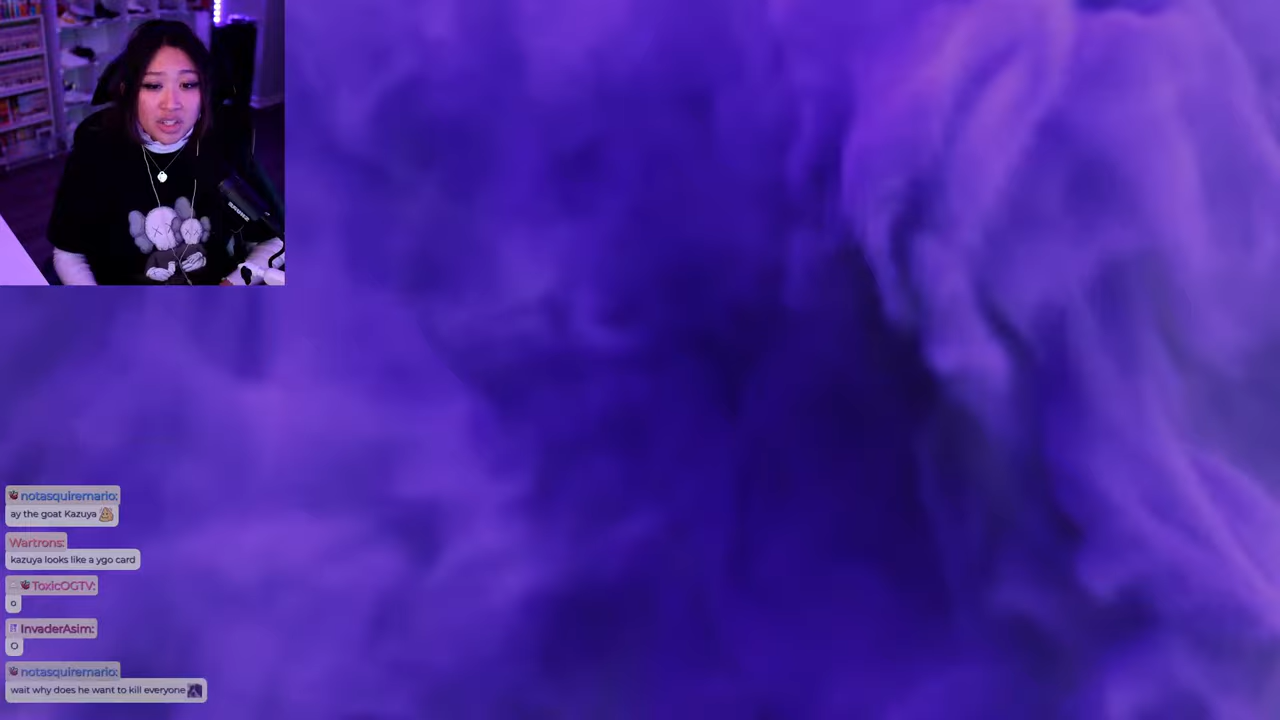 notasquiremario:
ay the goat Kazuya
Wartrons:
kazuya looks like a ygo card
ToxicOGTV:
o
InvaderAsim:
O
notasquiremario:
wait why does he want to kill everyone